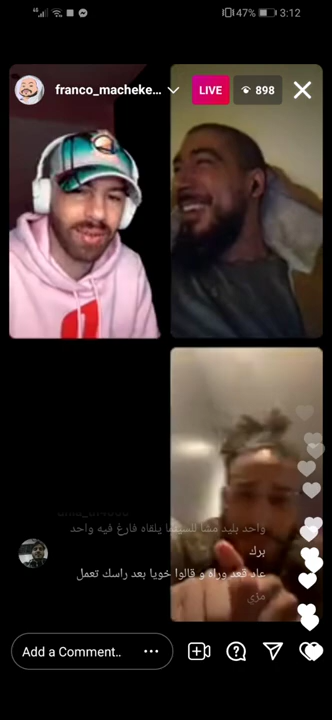 47% 3:12
franco_macheke...
LIVE
898
واحد بليد مشا للسينما يلقاه فارغ فيه واحد
برك
عاد قعد وراه و قالوا خويا بعد راسك تعمل
مزي
Add a Comment..